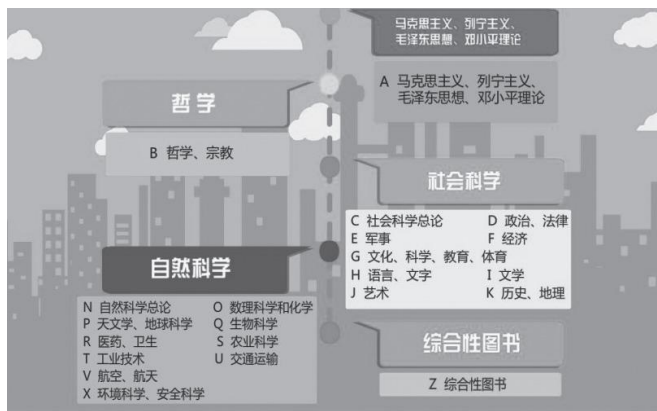 马克思主义、列宁主义、
毛泽东思想、邓小平理论
A 马克思主义、列宁主义、
毛泽东思想、邓小平理论
哲学
B 哲学、宗教
社会科学
C 社会科学总论 D 政治、法律
E 军事 F 经济
G 文化、科学、教育、体育
H 语言、文字 I 文学
J 艺术 K 历史、地理
自然科学
N 自然科学总论 O 数理科学和化学
P 天文学、地球科学 Q 生物科学
R 医药、卫生 S 农业科学
T 工业技术 U 交通运输
V 航空、航天
X 环境科学、安全科学
综合性图书
Z 综合性图书